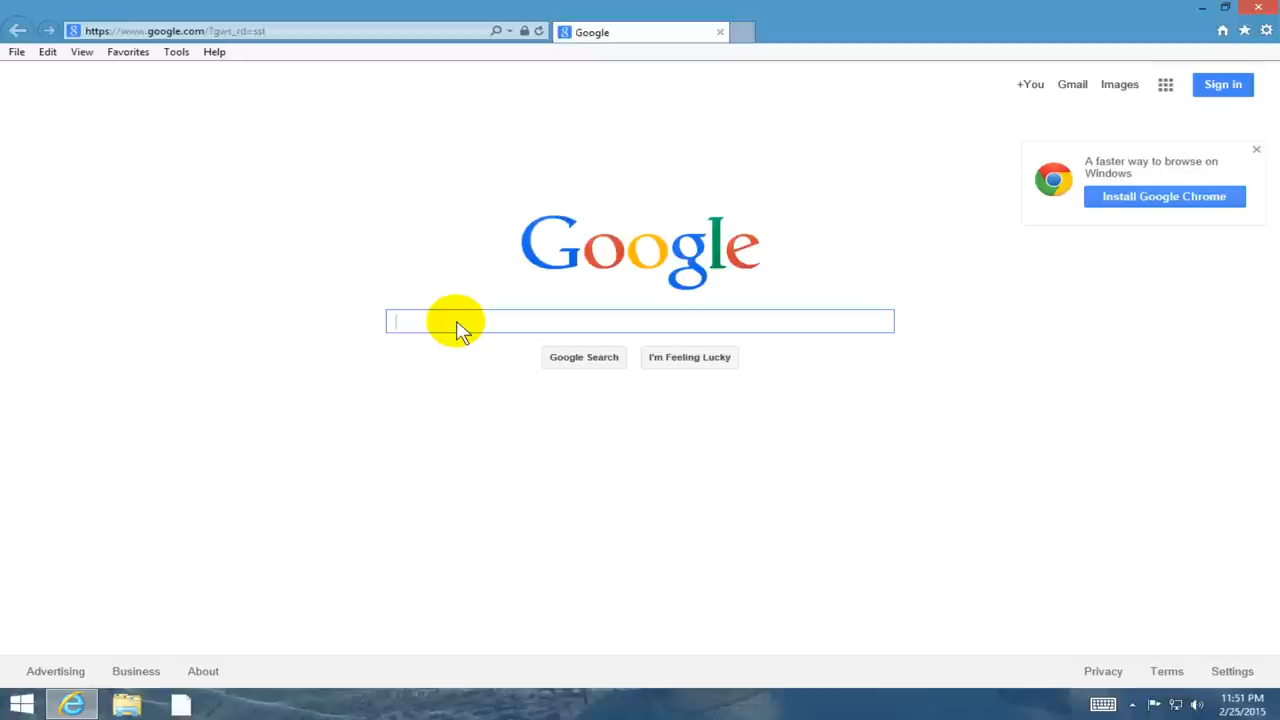 https://www.google.com/?gws_rd=ssl
Google
File Edit View Favorites Tools Help
+You Gmail Images Sign in
A faster way to browse on
Windows
Install Google Chrome
Google
Google Search I'm Feeling Lucky
Advertising Business About Privacy Terms Settings
11:51 PM
2/25/2015